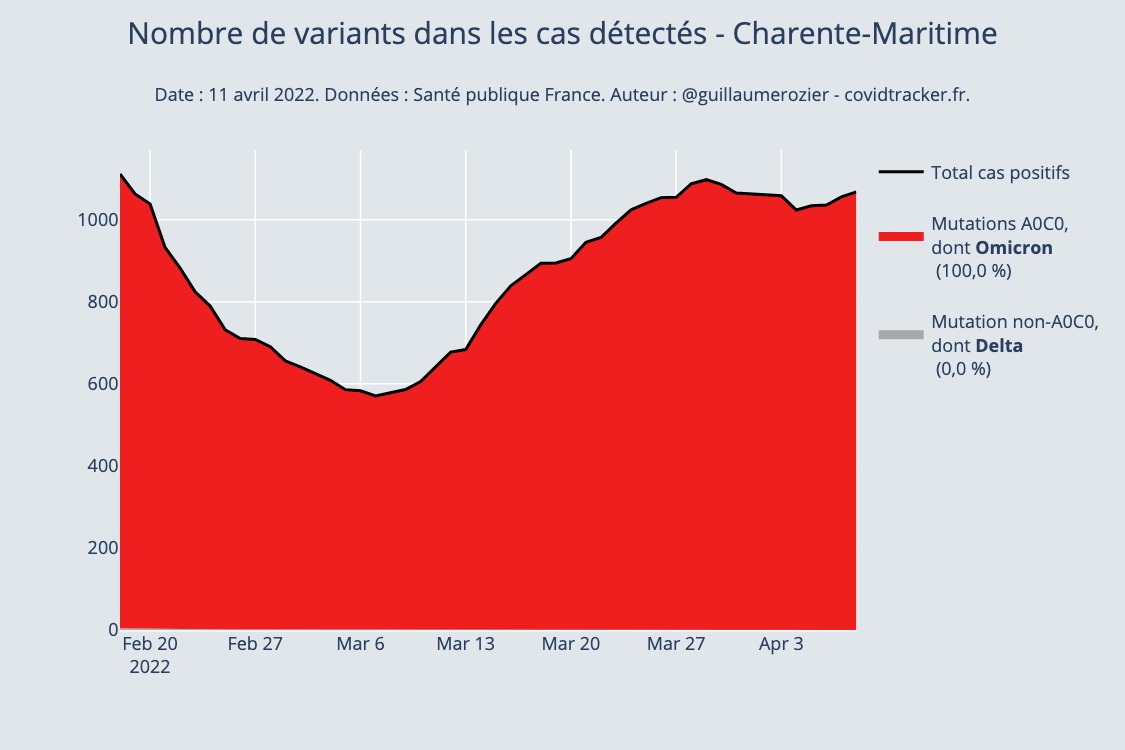 Nombre de variants dans les cas détectés - Charente-Maritime
Date : 11 avril 2022. Données : Santé publique France. Auteur : @guillaumerozier - covidtracker.fr.
1000
800
600
400
200
0
Feb 20
2022
Feb 27
Mar 6
Mar 13
Mar 20
Mar 27
Apr 3
Total cas positifs
Mutations A0C0,
dont Omicron
(100,0 %)
Mutation non-A0C0,
dont Delta
(0,0 %)